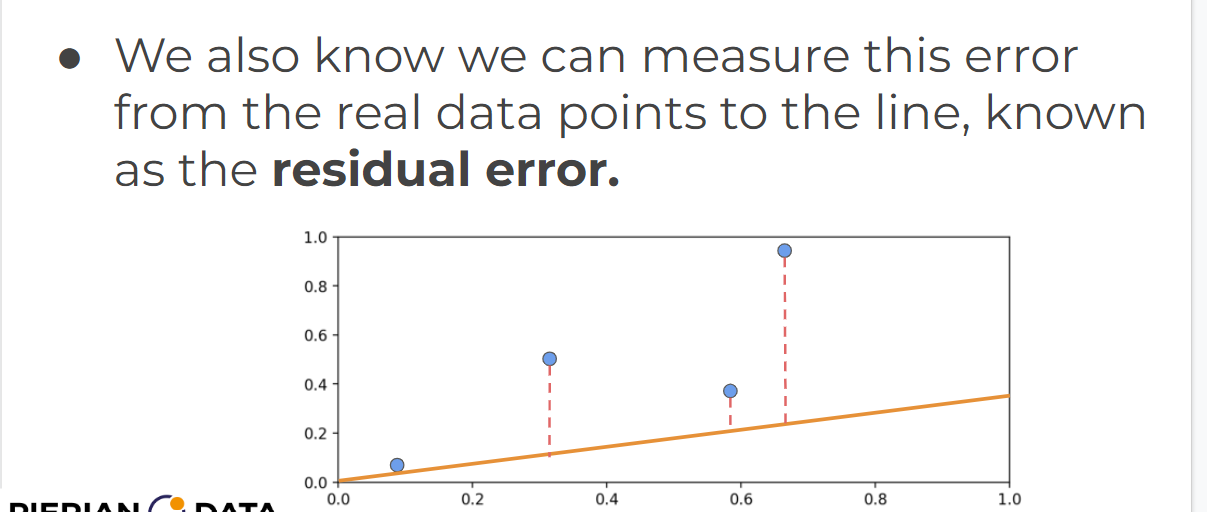 ● We also know we can measure this error
from the real data points to the line, known
as the residual error.
1.0
0.8
0.6
0.4
0.2
0.0
0.0 0.2 0.4 0.6 0.8 1.0
PIERIAN DATA